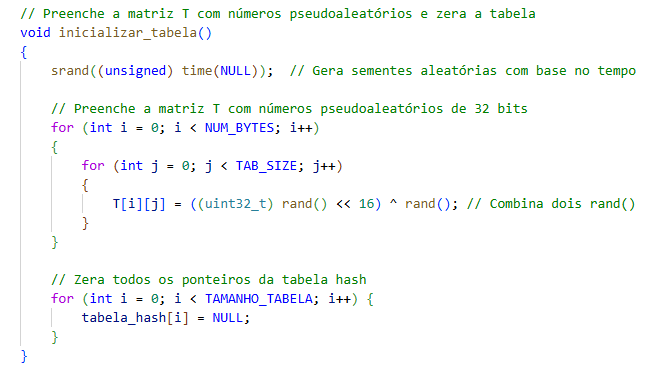 // Preenche a matriz T com números pseudoaleatórios e zera a tabela
void inicializar_tabela()
{
    srand((unsigned) time(NULL));  // Gera sementes aleatórias com base no tempo

    // Preenche a matriz T com números pseudoaleatórios de 32 bits
    for (int i = 0; i < NUM_BYTES; i++)
    {
        for (int j = 0; j < TAB_SIZE; j++)
        {
            T[i][j] = ((uint32_t) rand() << 16) ^ rand(); // Combina dois rand()
        }
    }

    // Zera todos os ponteiros da tabela hash
    for (int i = 0; i < TAMANHO_TABELA; i++) {
        tabela_hash[i] = NULL;
    }
}